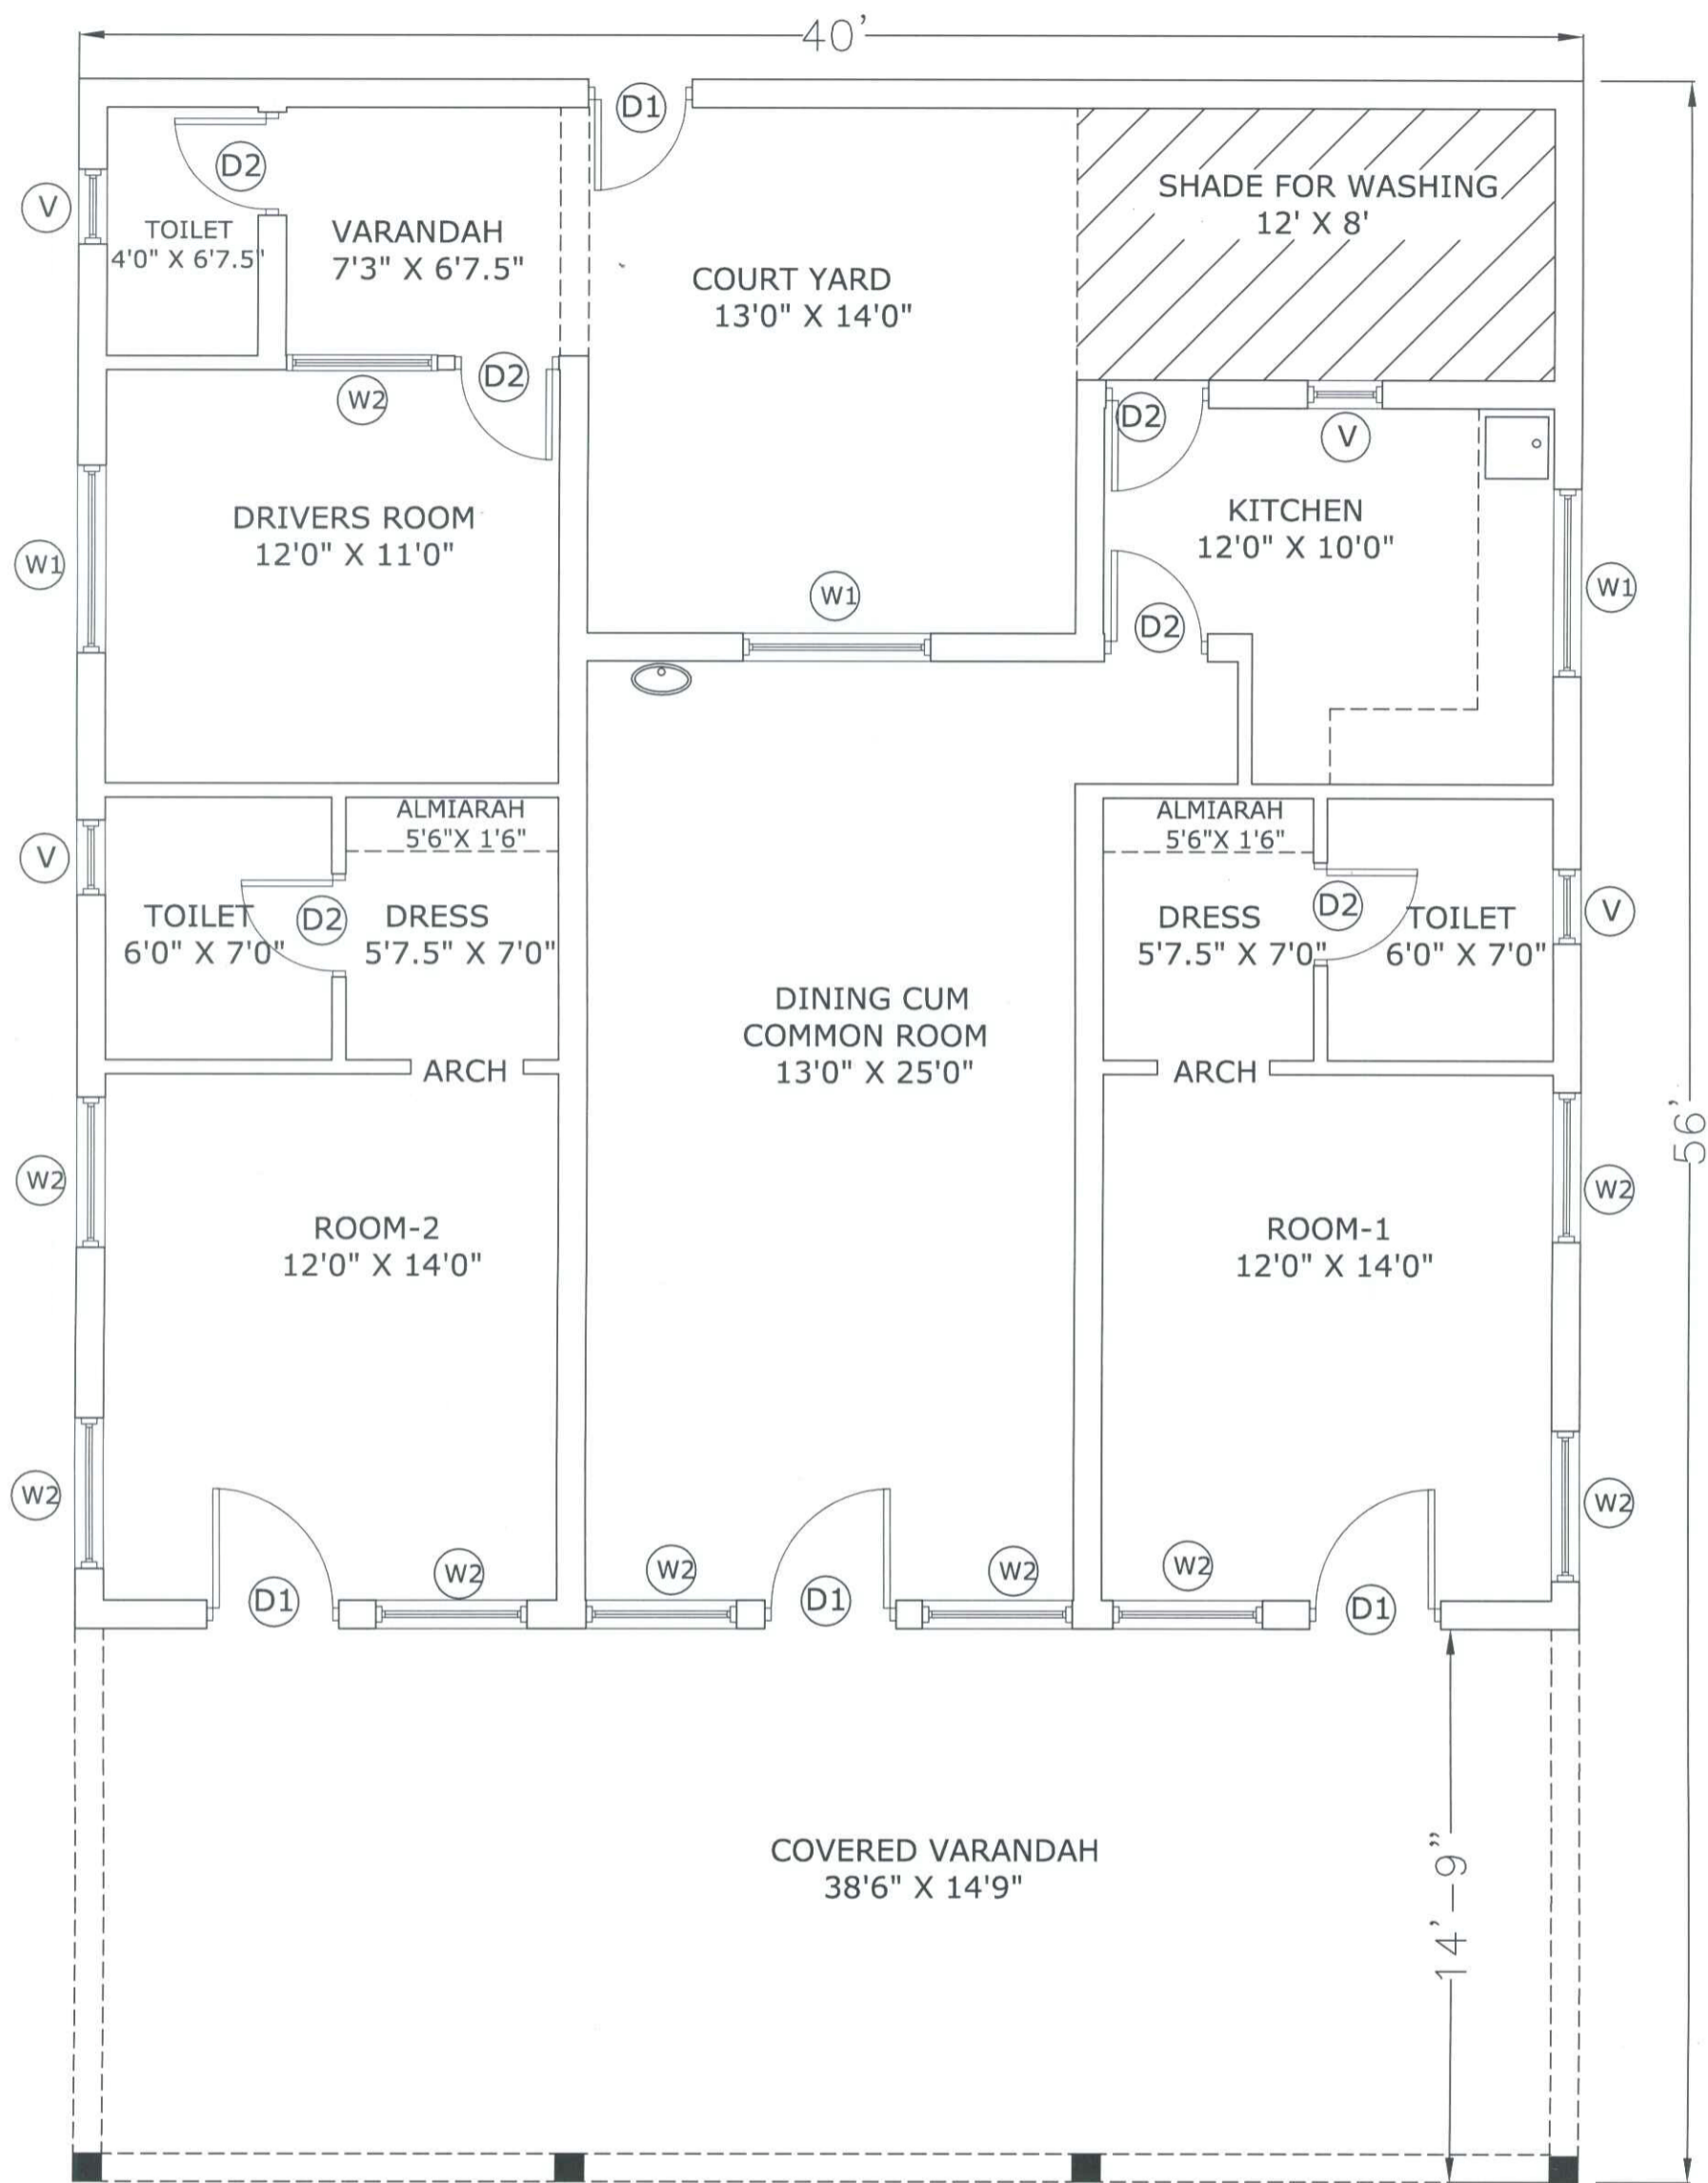 40'
D1
D2
V
TOILET
4'0" X 6'7.5"
VARANDAH
7'3" X 6'7.5"
COURT YARD
13'0" X 14'0"
SHADE FOR WASHING
12' X 8'
D2
W2
D2
V
DRIVERS ROOM
12'0" X 11'0"
KITCHEN
12'0" X 10'0"
W1
W1
W1
D2
ALMIARAH
5'6"X 1'6"
ALMIARAH
5'6"X 1'6"
V
TOILET
6'0" X 7'0"
D2
DRESS
5'7.5" X 7'0"
DRESS
5'7.5" X 7'0"
D2
TOILET
6'0" X 7'0"
V
DINING CUM
COMMON ROOM
13'0" X 25'0"
ARCH
ARCH
56'
W2
W2
ROOM-2
12'0" X 14'0"
ROOM-1
12'0" X 14'0"
W2
W2
W2
W2
W2
W2
D1
D1
D1
COVERED VARANDAH
38'6" X 14'9"
14'-9"